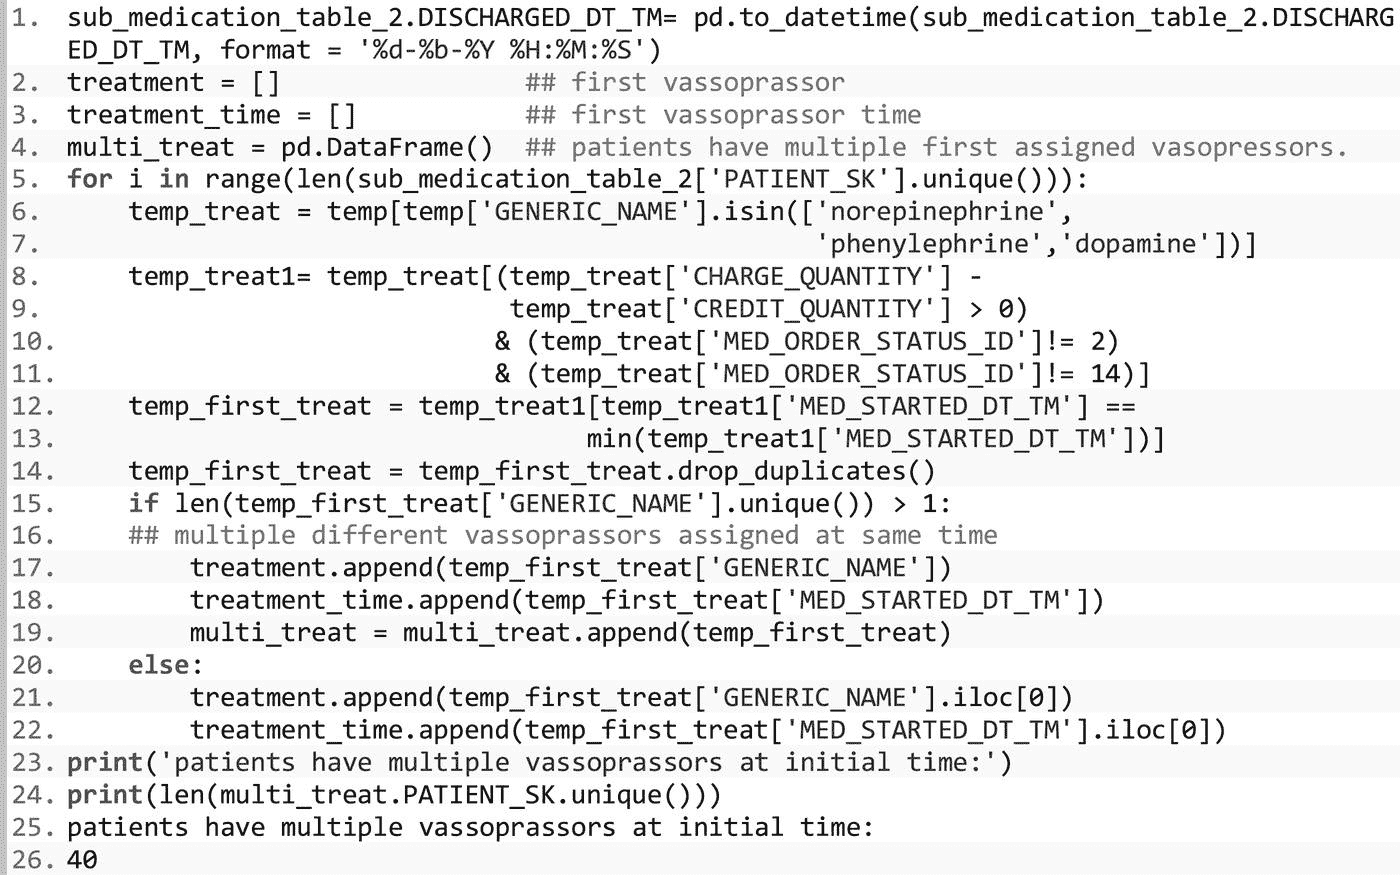 1. sub_medication_table_2.DISCHARGED_DT_TM= pd.to_datetime(sub_medication_table_2.DISCHARG
ED_DT_TM, format = '%d-%b-%Y %H:%M:%S')
2. treatment = []                ## first vassoprassor
3. treatment_time = []           ## first vassoprassor time
4. multi_treat = pd.DataFrame()  ## patients have multiple first assigned vasopressors.
5. for i in range(len(sub_medication_table_2['PATIENT_SK'].unique())):
6.     temp_treat = temp[temp['GENERIC_NAME'].isin(['norepinephrine',
7.                                                  'phenylephrine','dopamine'])]
8.     temp_treat1= temp_treat[(temp_treat['CHARGE_QUANTITY'] -
9.                              temp_treat['CREDIT_QUANTITY'] > 0)
10.                             & (temp_treat['MED_ORDER_STATUS_ID']!= 2)
11.                             & (temp_treat['MED_ORDER_STATUS_ID']!= 14)]
12.     temp_first_treat = temp_treat1[temp_treat1['MED_STARTED_DT_TM'] ==
13.                                   min(temp_treat1['MED_STARTED_DT_TM'])]
14.     temp_first_treat = temp_first_treat.drop_duplicates()
15.     if len(temp_first_treat['GENERIC_NAME'].unique()) > 1:
16.     ## multiple different vassoprassors assigned at same time
17.         treatment.append(temp_first_treat['GENERIC_NAME'])
18.         treatment_time.append(temp_first_treat['MED_STARTED_DT_TM'])
19.         multi_treat = multi_treat.append(temp_first_treat)
20.     else:
21.         treatment.append(temp_first_treat['GENERIC_NAME'].iloc[0])
22.         treatment_time.append(temp_first_treat['MED_STARTED_DT_TM'].iloc[0])
23. print('patients have multiple vassoprassors at initial time:')
24. print(len(multi_treat.PATIENT_SK.unique()))
25. patients have multiple vassoprassors at initial time:
26. 40